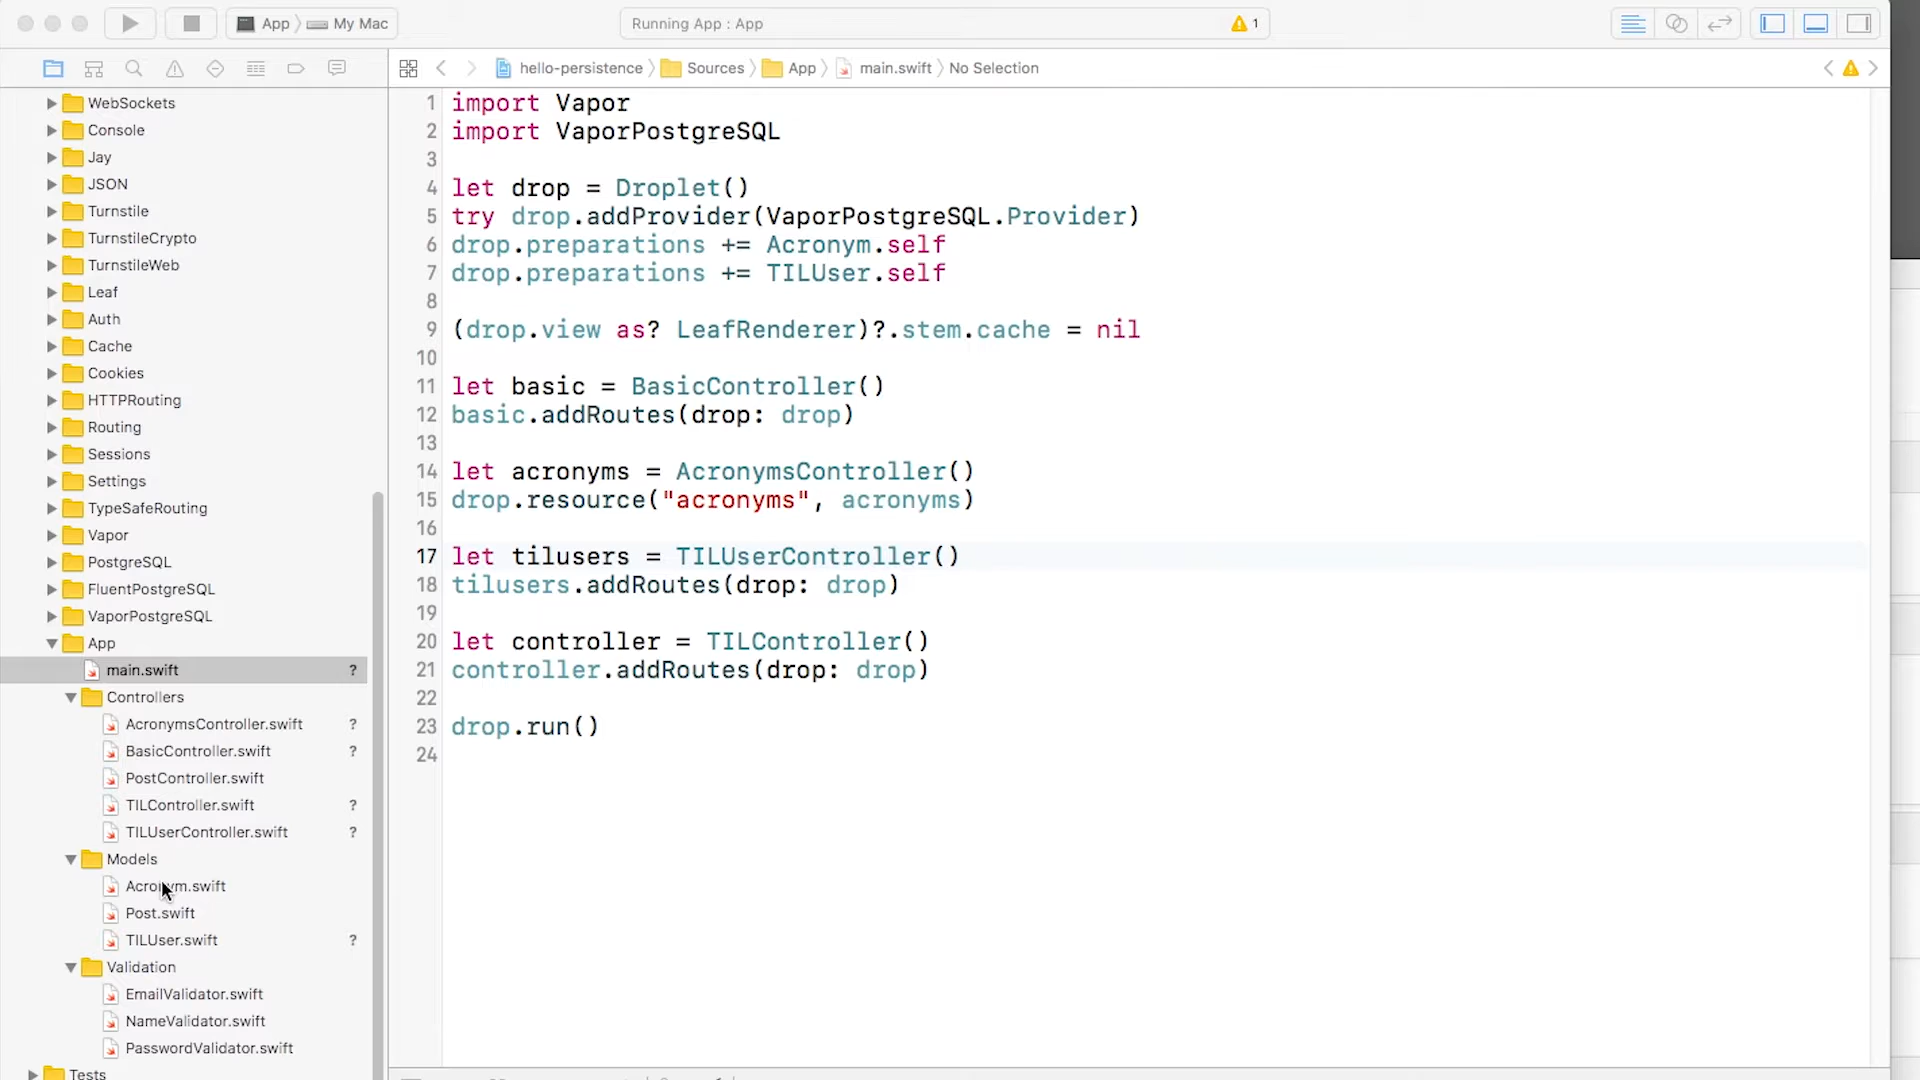 App 〉 My Mac
Running App : App
1
hello-persistence 〉 Sources 〉 App 〉 main.swift 〉 No Selection
WebSockets
Console
Jay
JSON
Turnstile
TurnstileCrypto
TurnstileWeb
Leaf
Auth
Cache
Cookies
HTTPRouting
Routing
Sessions
Settings
TypeSafeRouting
Vapor
PostgreSQL
FluentPostgreSQL
VaporPostgreSQL
App
main.swift ?
Controllers
AcronymsController.swift ?
BasicController.swift ?
PostController.swift
TILController.swift ?
TILUserController.swift ?
Models
Acronym.swift
Post.swift
TILUser.swift ?
Validation
EmailValidator.swift
NameValidator.swift
PasswordValidator.swift
Tests
1 import Vapor
2 import VaporPostgreSQL
3
4 let drop = Droplet()
5 try drop.addProvider(VaporPostgreSQL.Provider)
6 drop.preparations += Acronym.self
7 drop.preparations += TILUser.self
8
9 (drop.view as? LeafRenderer)?.stem.cache = nil
10
11 let basic = BasicController()
12 basic.addRoutes(drop: drop)
13
14 let acronyms = AcronymsController()
15 drop.resource("acronyms", acronyms)
16
17 let tilusers = TILUserController()
18 tilusers.addRoutes(drop: drop)
19
20 let controller = TILController()
21 controller.addRoutes(drop: drop)
22
23 drop.run()
24